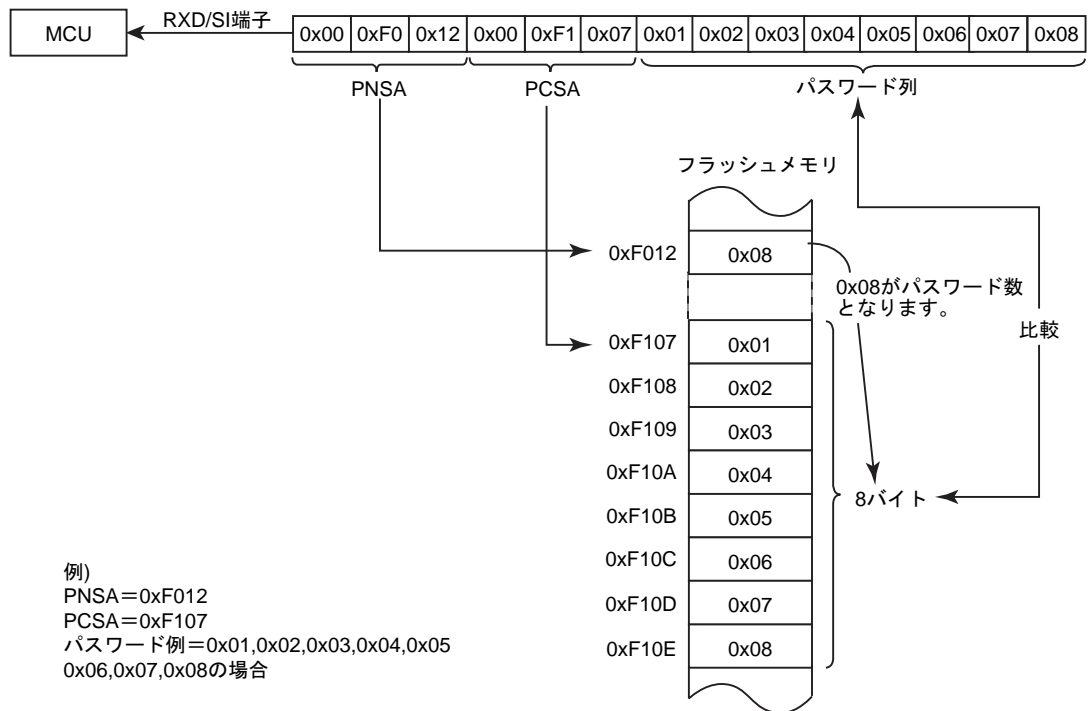 MCU
RXD/SI端子
0x00 0xF0 0x12 0x00 0xF1 0x07 0x01 0x02 0x03 0x04 0x05 0x06 0x07 0x08
PNSA
PCSA
パスワード列
フラッシュメモリ
0xF012
0x08
0x08がパスワード数
となります。
比較
0xF107
0x01
0xF108
0x02
0xF109
0x03
0xF10A
0x04
0xF10B
0x05
0xF10C
0x06
0xF10D
0x07
0xF10E
0x08
8バイト
例)
PNSA=0xF012
PCSA=0xF107
パスワード例=0x01,0x02,0x03,0x04,0x05
0x06,0x07,0x08の場合